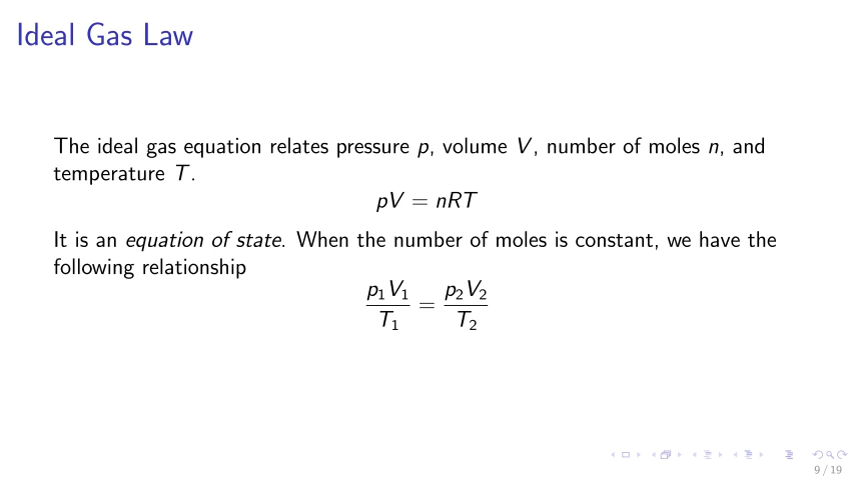 Ideal Gas Law
The ideal gas equation relates pressure p, volume V, number of moles n, and
temperature T.
pV = nRT
It is an equation of state. When the number of moles is constant, we have the
following relationship
p₁V₁/T₁ = p₂V₂/T₂
9 / 19